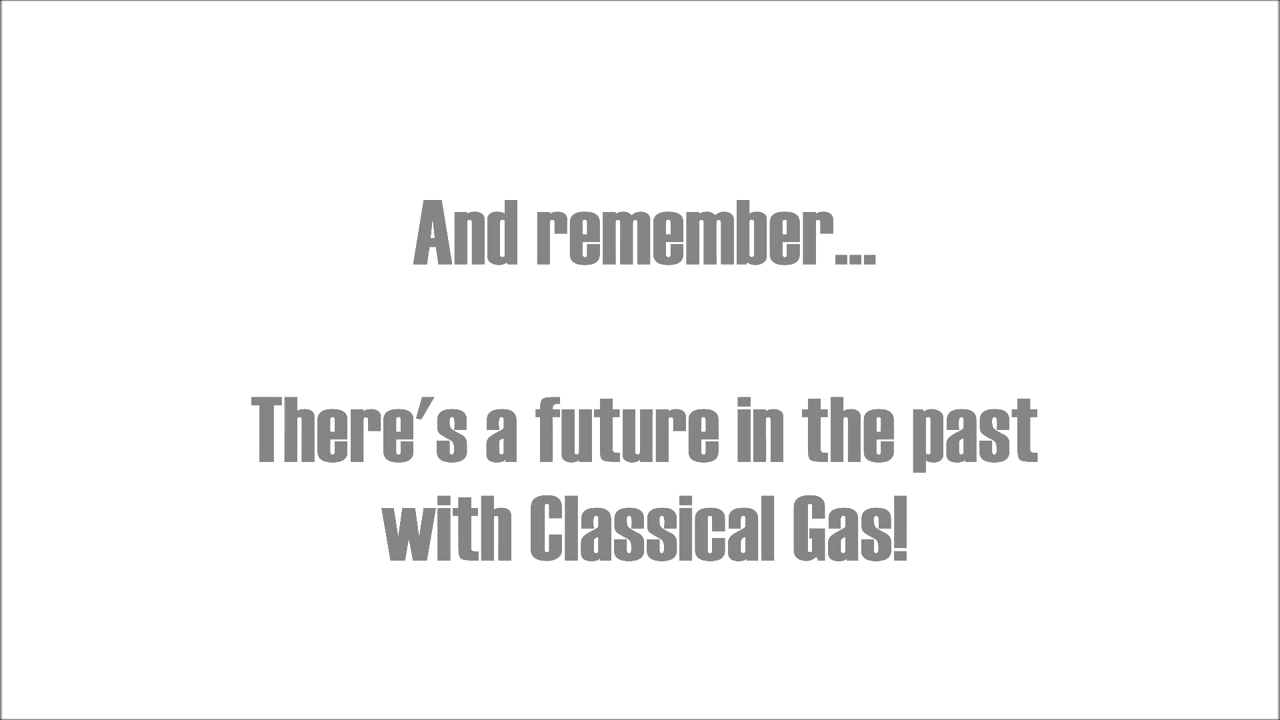 And remember...
There's a future in the past
with Classical Gas!